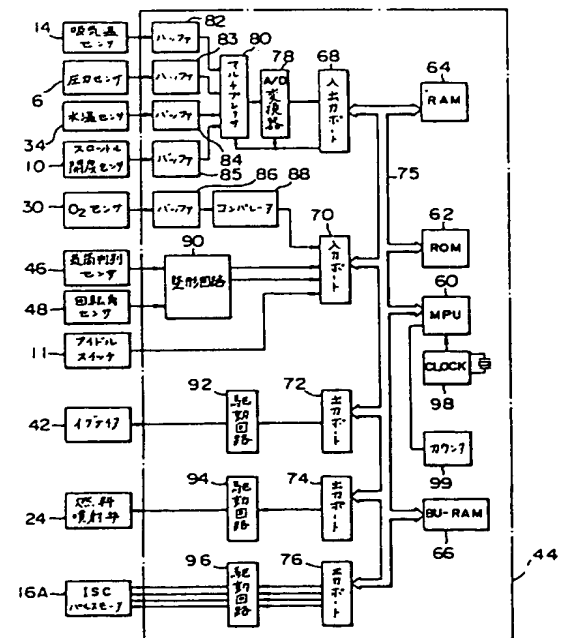 14
吸気温
センサ
バッファ
82
6
圧力センサ
バッファ
83
34
水温センサ
バッファ
84
10
スロットル
開度センサ
バッファ
85
マルチプレクサ
80
A/D
変換器
78
入出力ポート
68
30
O₂センサ
バッファ
86
コンパレータ
88
46
気筒判別
センサ
48
回転角
センサ
整形回路
90
入力ポート
70
11
アイドル
スイッチ
42
イグナイタ
駆動回路
92
出力ポート
72
24
燃料
噴射弁
駆動回路
94
出力ポート
74
16A
ISC
パルスモータ
駆動回路
96
出力ポート
76
64
RAM
75
62
ROM
60
MPU
CLOCK
98
カウンタ
99
BU-RAM
66
44